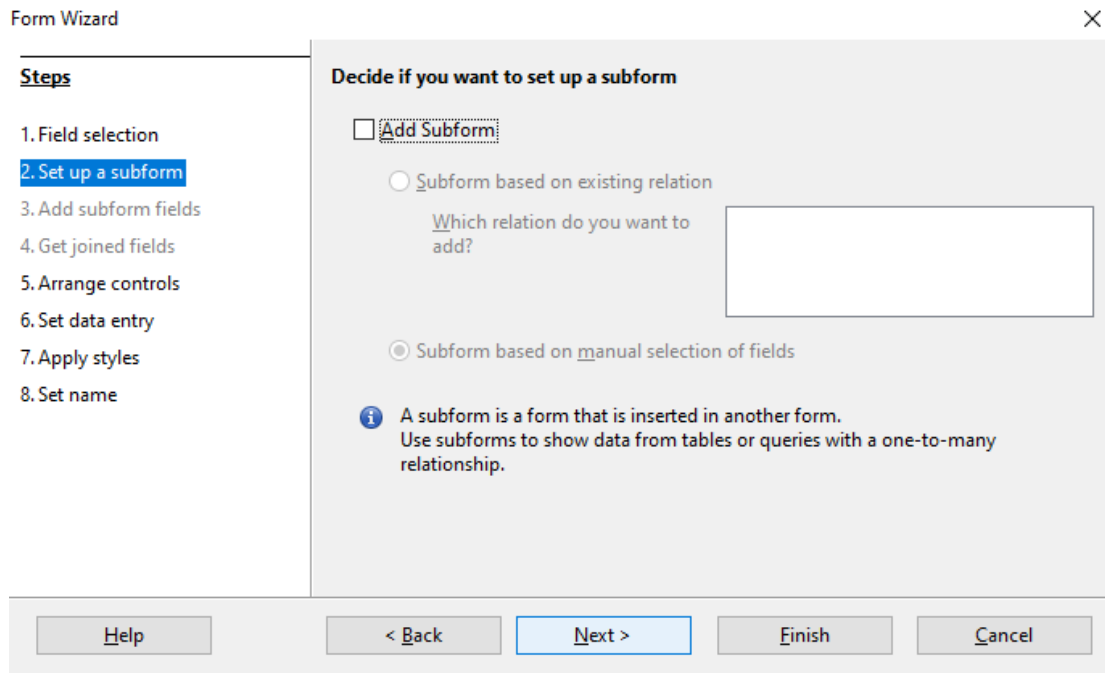 Form Wizard
Steps
1. Field selection
2. Set up a subform
3. Add subform fields
4. Get joined fields
5. Arrange controls
6. Set data entry
7. Apply styles
8. Set name
Decide if you want to set up a subform
Add Subform
Subform based on existing relation
Which relation do you want to
add?
Subform based on manual selection of fields
A subform is a form that is inserted in another form.
Use subforms to show data from tables or queries with a one-to-many
relationship.
Help
< Back
Next >
Finish
Cancel